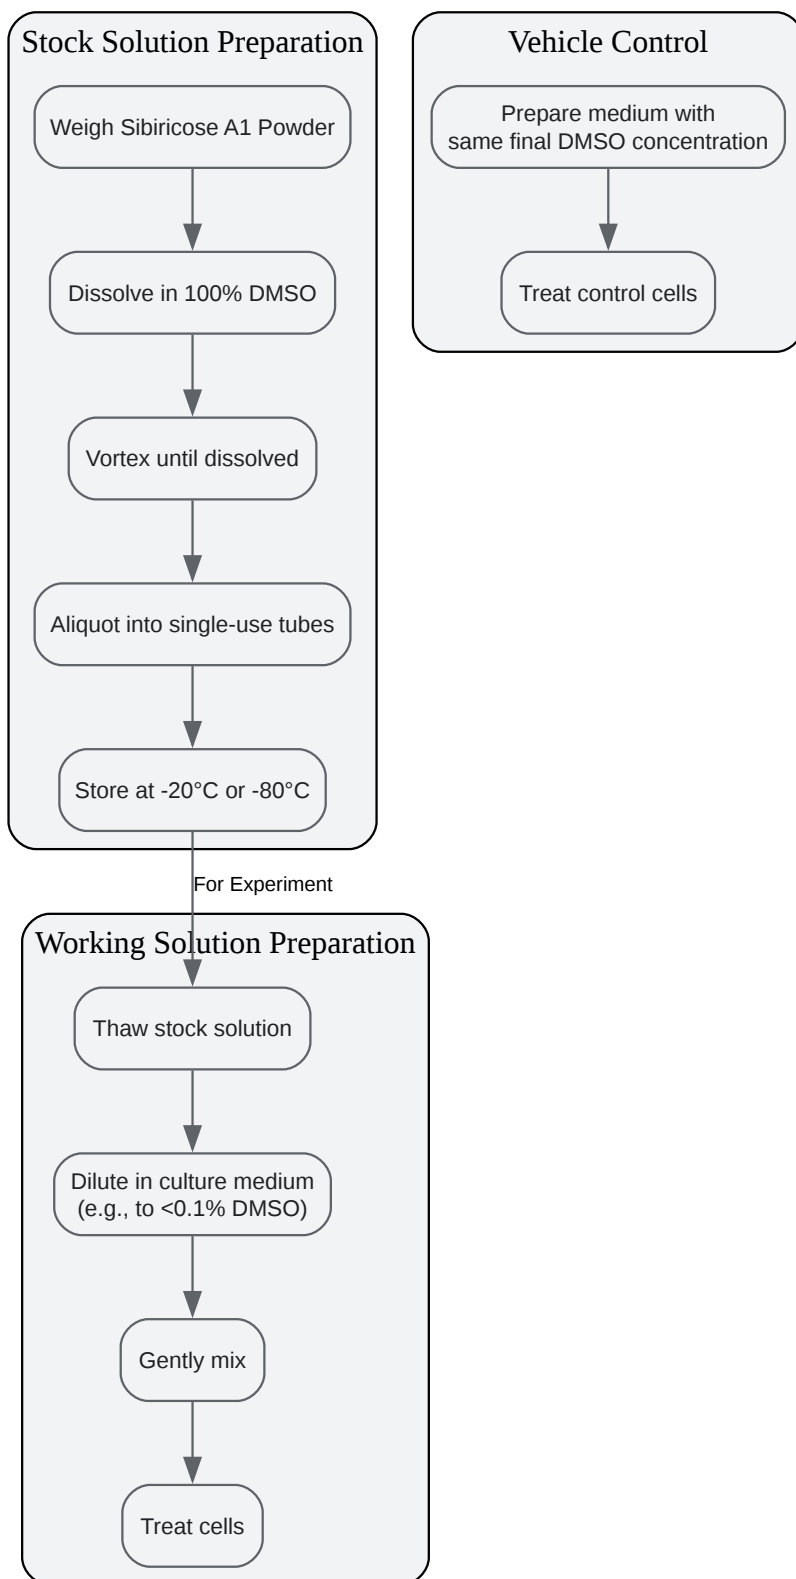 Stock Solution Preparation
Weigh Sibiricose A1 Powder
Dissolve in 100% DMSO
Vortex until dissolved
Aliquot into single-use tubes
Store at -20°C or -80°C
For Experiment
Working Solution Preparation
Thaw stock solution
Dilute in culture medium
(e.g., to <0.1% DMSO)
Gently mix
Treat cells
Vehicle Control
Prepare medium with
same final DMSO concentration
Treat control cells